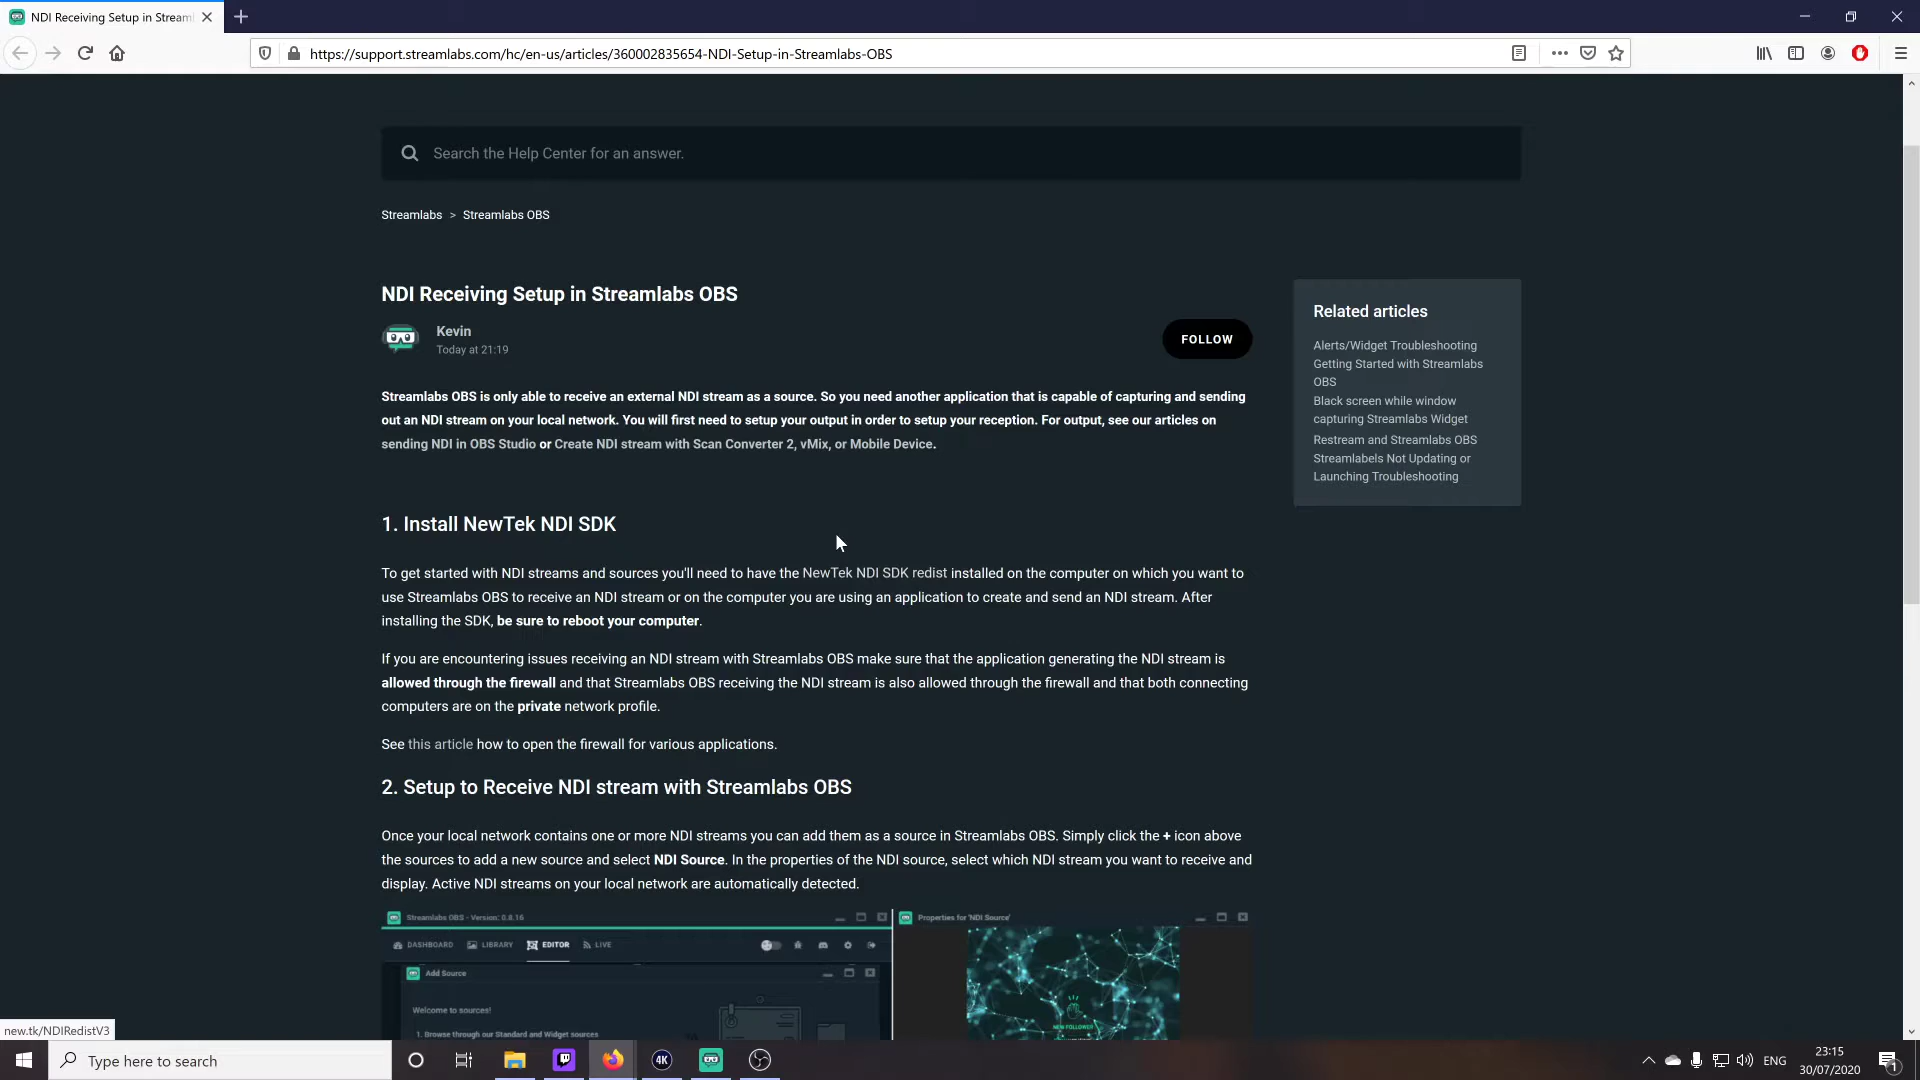 NDI Receiving Setup in Stream
https://support.streamlabs.com/hc/en-us/articles/360002835654-NDI-Setup-in-Streamlabs-OBS
Search the Help Center for an answer.
Streamlabs > Streamlabs OBS
NDI Receiving Setup in Streamlabs OBS
Kevin
Today at 21:19
FOLLOW
Streamlabs OBS is only able to receive an external NDI stream as a source. So you need another application that is capable of capturing and sending
out an NDI stream on your local network. You will first need to setup your output in order to setup your reception. For output, see our articles on
sending NDI in OBS Studio or Create NDI stream with Scan Converter 2, vMix, or Mobile Device.
Related articles
Alerts/Widget Troubleshooting
Getting Started with Streamlabs
OBS
Black screen while window
capturing Streamlabs Widget
Restream and Streamlabs OBS
Streamlabels Not Updating or
Launching Troubleshooting
1. Install NewTek NDI SDK
To get started with NDI streams and sources you'll need to have the NewTek NDI SDK redist installed on the computer on which you want to
use Streamlabs OBS to receive an NDI stream or on the computer you are using an application to create and send an NDI stream. After
installing the SDK, be sure to reboot your computer.
If you are encountering issues receiving an NDI stream with Streamlabs OBS make sure that the application generating the NDI stream is
allowed through the firewall and that Streamlabs OBS receiving the NDI stream is also allowed through the firewall and that both connecting
computers are on the private network profile.
See this article how to open the firewall for various applications.
2. Setup to Receive NDI stream with Streamlabs OBS
Once your local network contains one or more NDI streams you can add them as a source in Streamlabs OBS. Simply click the + icon above
the sources to add a new source and select NDI Source. In the properties of the NDI source, select which NDI stream you want to receive and
display. Active NDI streams on your local network are automatically detected.
Streamlabs OBS - Version: 0.8.16
Properties for 'NDI Source'
DASHBOARD LIBRARY EDITOR LIVE
Add Source
Welcome to sources!
1. Browse through our Standard and Widget sources
NEW FOLLOWER
new.tk/NDIRedistV3
Type here to search
4K
ENG
23:15
30/07/2020
1